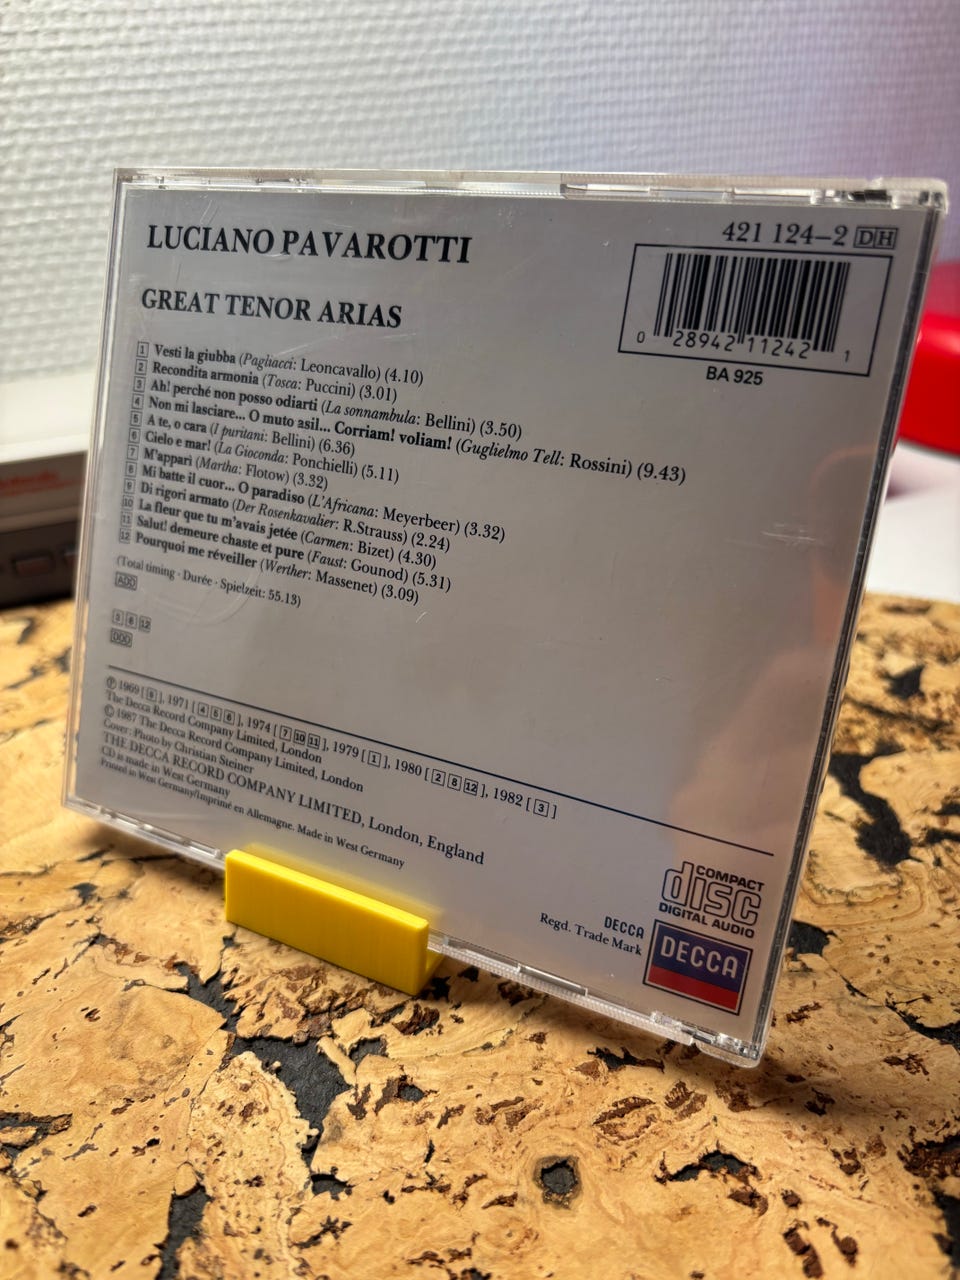 LUCIANO PAVAROTTI
421 124–2 DH
0 28942 11242 1
BA 925
GREAT TENOR ARIAS
1 Vesti la giubba (Pagliacci: Leoncavallo) (4.10)
2 Recondita armonia (Tosca: Puccini) (3.01)
3 Ah! perché non posso odiarti (La sonnambula: Bellini) (3.50)
4 Non mi lasciare... O muto asil... Corriam! voliam! (Guglielmo Tell: Rossini) (9.43)
5 A te, o cara (I puritani: Bellini) (6.36)
6 Cielo e mar! (La Gioconda: Ponchielli) (5.11)
7 M'apparì (Martha: Flotow) (3.32)
8 Mi batte il cuor... O paradiso (L'Africana: Meyerbeer) (3.32)
9 Di rigori armato (Der Rosenkavalier: R.Strauss) (2.24)
10 La fleur que tu m'avais jetée (Carmen: Bizet) (4.30)
11 Salut! demeure chaste et pure (Faust: Gounod) (5.31)
12 Pourquoi me réveiller (Werther: Massenet) (3.09)
(Total timing · Durée · Spielzeit: 55.13)
ADD
DDD
℗ 1969 [9], 1971 [4 5 6], 1974 [7 10 11], 1979 [1], 1980 [2 8 12], 1982 [3]
The Decca Record Company Limited, London
© 1987 The Decca Record Company Limited, London
Cover: Photo by Christian Steiner
THE DECCA RECORD COMPANY LIMITED, London, England
CD is made in West Germany
Printed in West Germany/Imprimé en Allemagne. Made in West Germany
COMPACT
disc
DIGITAL AUDIO
DECCA
Regd. Trade Mark
DECCA